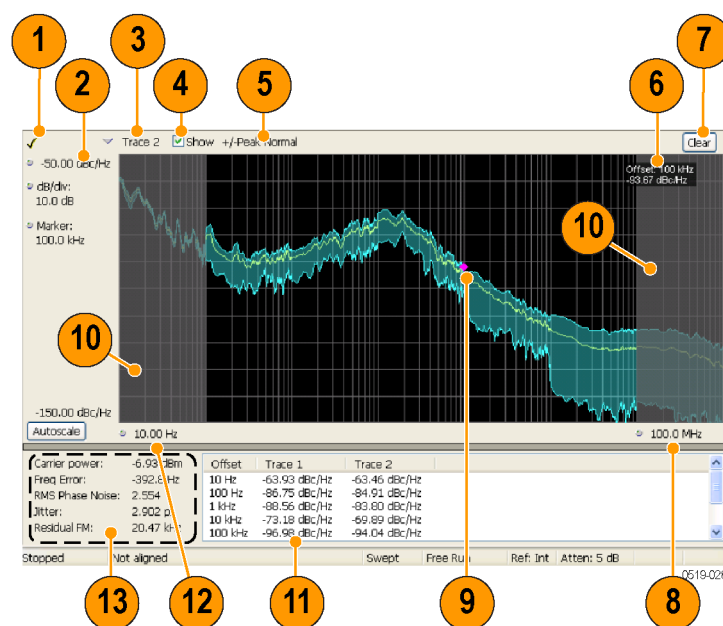 1
2
3
4
5
6
7
Trace 2 Show +/-Peak Normal Clear
-50.00 dBc/Hz
dB/div:
10.0 dB
Marker:
100.0 kHz
Offset: 100 kHz
-93.67 dBc/Hz
10
10
-150.00 dBc/Hz
Autoscale
10.00 Hz
100.0 MHz
Carrier power: -6.93 dBm
Freq Error: -392.8 Hz
RMS Phase Noise: 2.554
Jitter: 2.902
Residual FM: 20.47 kHz
Offset Trace 1 Trace 2
10 Hz -63.93 dBc/Hz -63.46 dBc/Hz
100 Hz -86.75 dBc/Hz -84.91 dBc/Hz
1 kHz -88.56 dBc/Hz -83.80 dBc/Hz
10 kHz -73.18 dBc/Hz -69.89 dBc/Hz
100 kHz -96.98 dBc/Hz -94.04 dBc/Hz
Stopped Not aligned Swept Free Run Ref: Int Atten: 5 dB
13
12
11
9
8